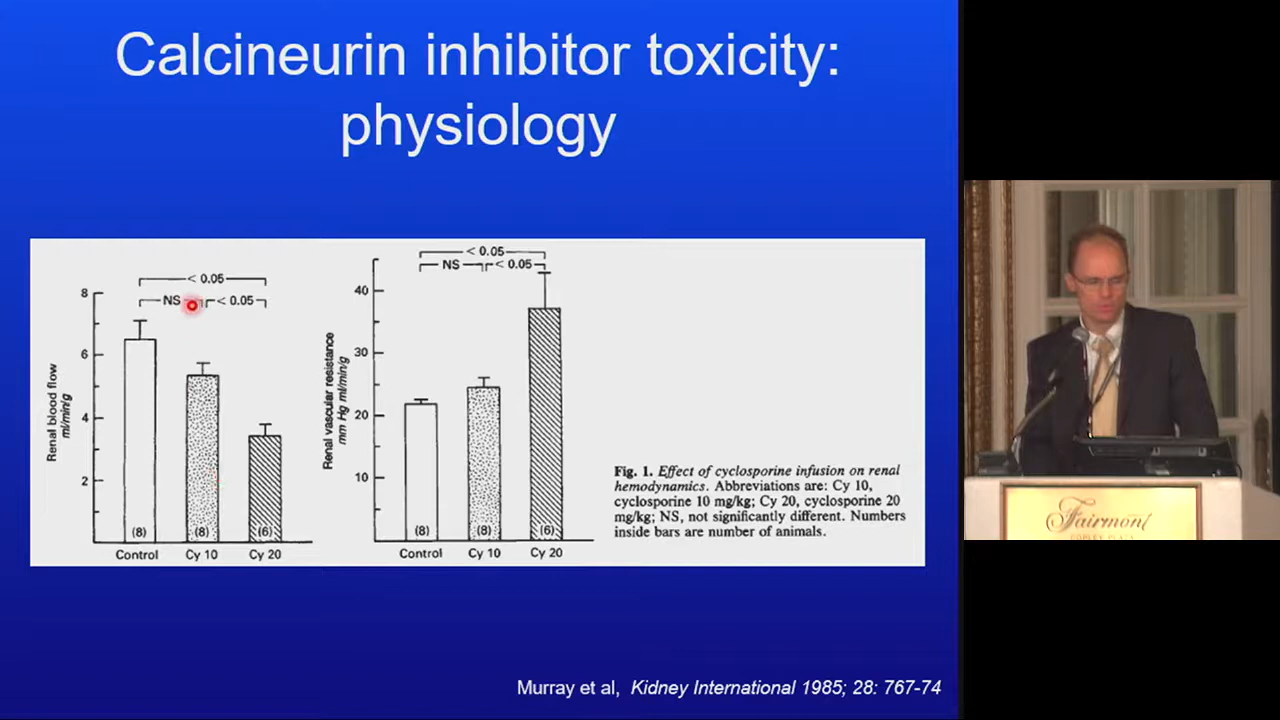 Calcineurin inhibitor toxicity:
physiology
< 0.05
NS
< 0.05
8
6
4
2
Renal blood flow
ml/min/g
(8)
(8)
(6)
Control
Cy 10
Cy 20
< 0.05
NS
< 0.05
40
30
20
10
Renal vascular resistance
mm Hg ml/min/g
(8)
(8)
(6)
Control
Cy 10
Cy 20
Fig. 1. Effect of cyclosporine infusion on renal
hemodynamics. Abbreviations are: Cy 10,
cyclosporine 10 mg/kg; Cy 20, cyclosporine 20
mg/kg; NS, not significantly different. Numbers
inside bars are number of animals.
Murray et al, Kidney International 1985; 28: 767-74
Fairmont